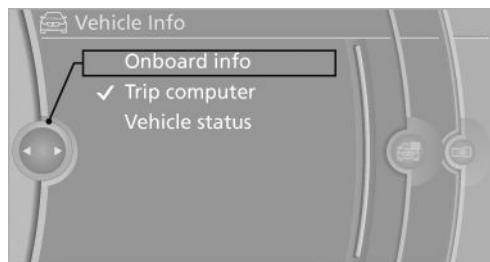 Vehicle Info
Onboard info
Trip computer
Vehicle status